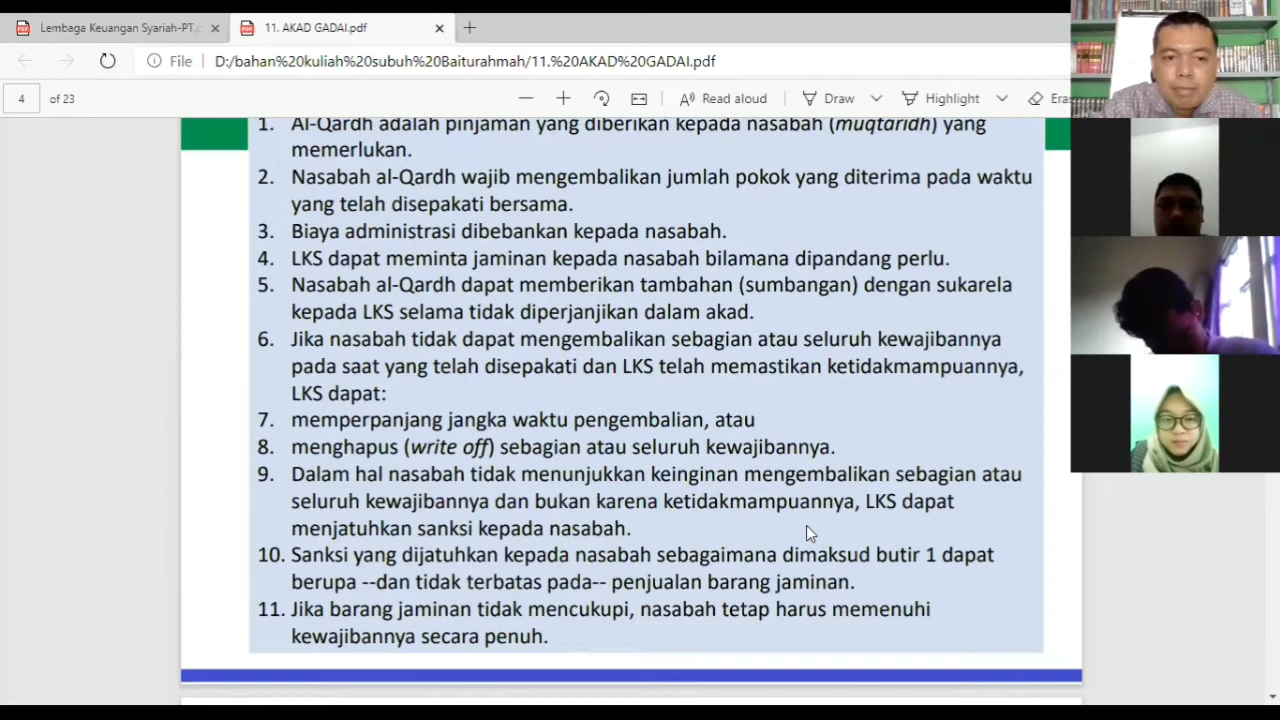 Lembaga Keuangan Syariah-PT.
11. AKAD GADAI.pdf
File
D:/bahan%20kuliah%20subuh%20Baiturahmah/11.%20AKAD%20GADAI.pdf
4 of 23
Read aloud
Draw
Highlight
1. Al-Qardh adalah pinjaman yang diberikan kepada nasabah (muqtaridh) yang
memerlukan.
2. Nasabah al-Qardh wajib mengembalikan jumlah pokok yang diterima pada waktu
yang telah disepakati bersama.
3. Biaya administrasi dibebankan kepada nasabah.
4. LKS dapat meminta jaminan kepada nasabah bilamana dipandang perlu.
5. Nasabah al-Qardh dapat memberikan tambahan (sumbangan) dengan sukarela
kepada LKS selama tidak diperjanjikan dalam akad.
6. Jika nasabah tidak dapat mengembalikan sebagian atau seluruh kewajibannya
pada saat yang telah disepakati dan LKS telah memastikan ketidakmampuannya,
LKS dapat:
7. memperpanjang jangka waktu pengembalian, atau
8. menghapus (write off) sebagian atau seluruh kewajibannya.
9. Dalam hal nasabah tidak menunjukkan keinginan mengembalikan sebagian atau
seluruh kewajibannya dan bukan karena ketidakmampuannya, LKS dapat
menjatuhkan sanksi kepada nasabah.
10. Sanksi yang dijatuhkan kepada nasabah sebagaimana dimaksud butir 1 dapat
berupa --dan tidak terbatas pada-- penjualan barang jaminan.
11. Jika barang jaminan tidak mencukupi, nasabah tetap harus memenuhi
kewajibannya secara penuh.